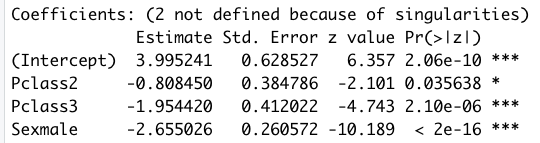 Coefficients: (2 not defined because of singularities)
Estimate Std. Error z value Pr(>|z|)
(Intercept) 3.995241 0.628527 6.357 2.06e-10 ***
Pclass2 -0.808450 0.384786 -2.101 0.035638 *
Pclass3 -1.954420 0.412022 -4.743 2.10e-06 ***
Sexmale -2.655026 0.260572 -10.189 < 2e-16 ***